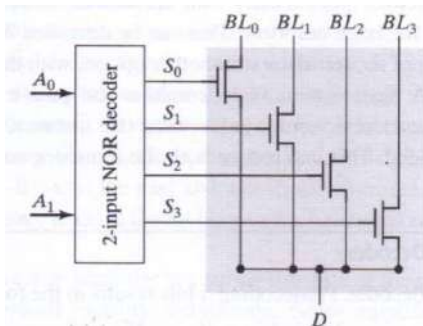 BL0 BL1 BL2 BL3
S0
A0
S1
2-input NOR decoder
S2
A1
S3
D